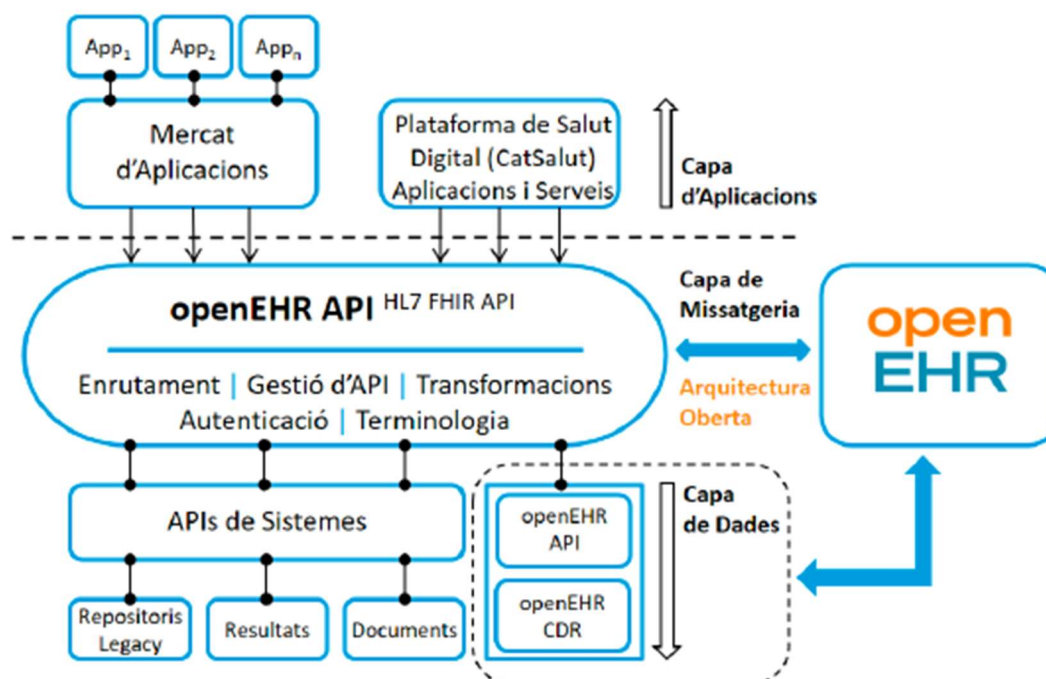 App1
App2
Appn
Mercat
d'Aplicacions
Plataforma de Salut
Digital (CatSalut)
Aplicacions i Serveis
Capa
d'Aplicacions
openEHR API HL7 FHIR API
Enrutament | Gestió d'API | Transformacions
Autenticació | Terminologia
Capa de
Missatgeria
Arquitectura
Oberta
open
EHR
APIs de Sistemes
Repositoris
Legacy
Resultats
Documents
openEHR
API
openEHR
CDR
Capa
de Dades